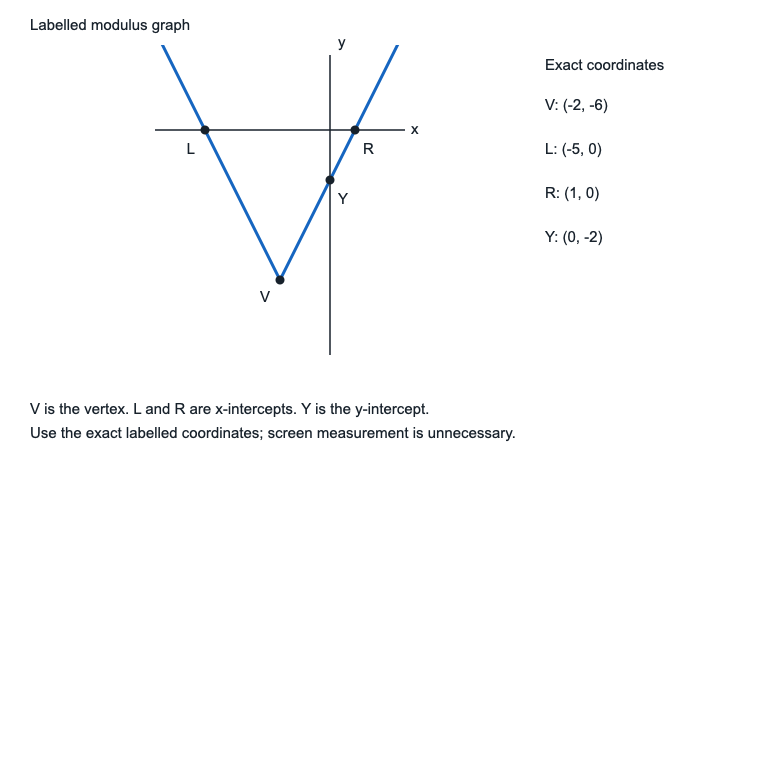 Labelled modulus graph
y
Exact coordinates
V: (-2, -6)
x
L
R
L: (-5, 0)
Y
R: (1, 0)
Y: (0, -2)
V
V is the vertex. L and R are x-intercepts. Y is the y-intercept.
Use the exact labelled coordinates; screen measurement is unnecessary.